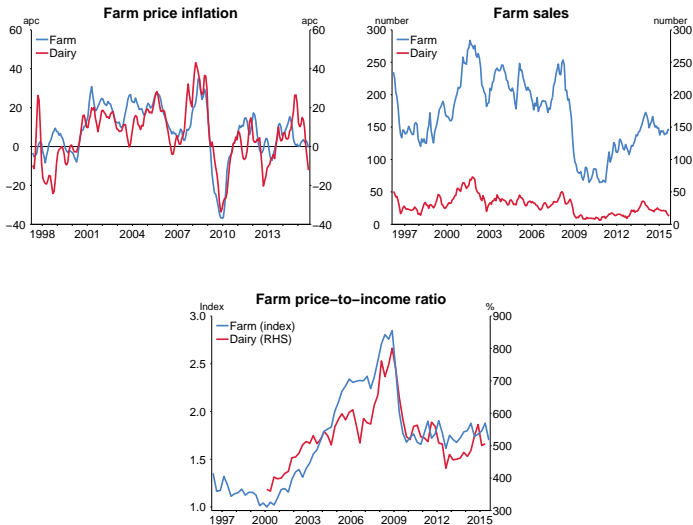 Farm price inflation
apc apc
Farm
Dairy
60 60
40 40
20 20
0 0
−20 −20
−40 −40
1998 2001 2004 2007 2010 2013
Farm sales
number number
Farm
Dairy
300 300
250 250
200 200
150 150
100 100
50 50
0 0
1997 2000 2003 2006 2009 2012 2015
Farm price−to−income ratio
Index %
Farm (index)
Dairy (RHS)
3.0 900
800
2.5
700
2.0 600
500
1.5
400
1.0 300
1997 2000 2003 2006 2009 2012 2015